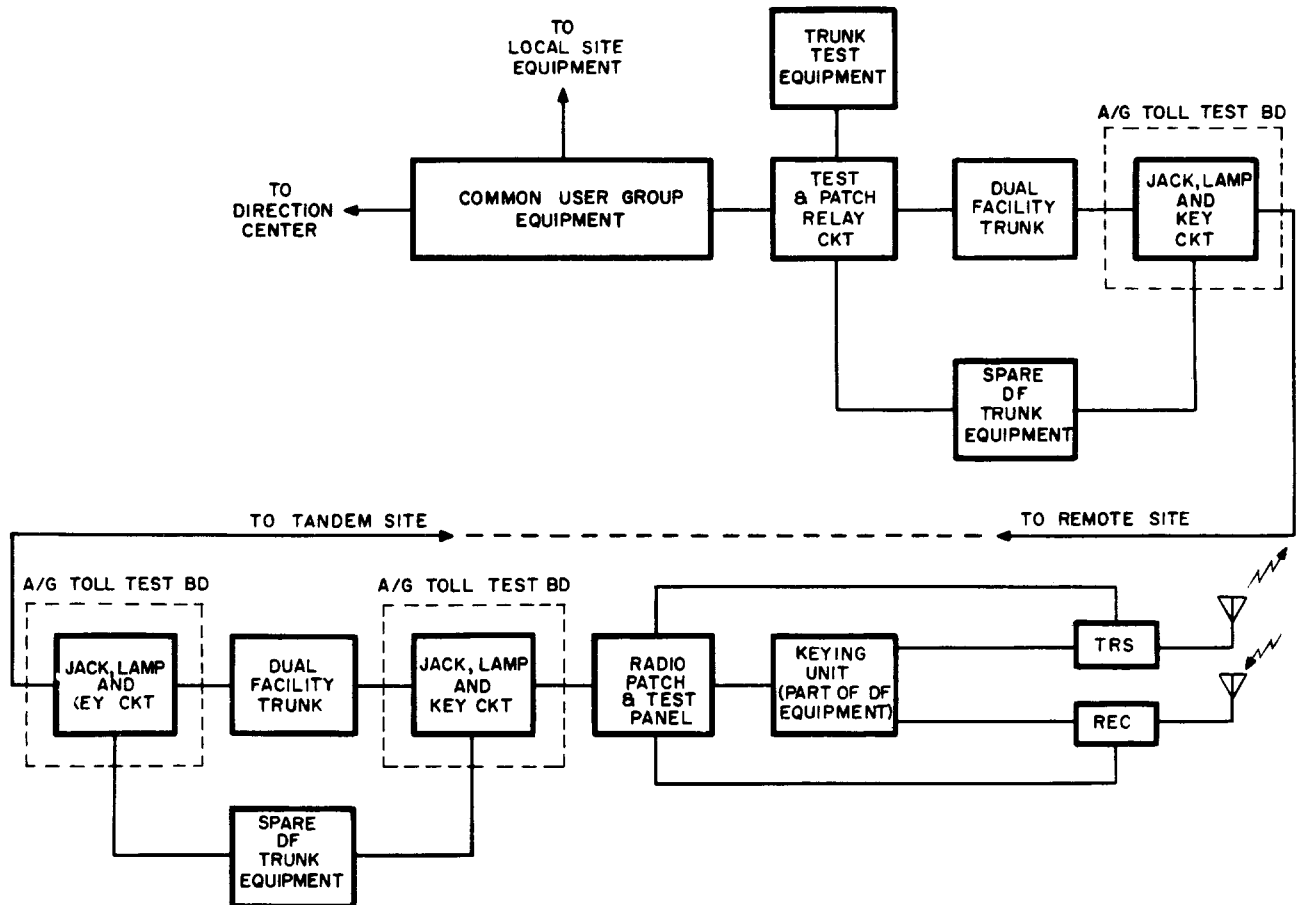 TO
LOCAL SITE
EQUIPMENT
TRUNK
TEST
EQUIPMENT
A/G TOLL TEST BD
TO
DIRECTION
CENTER
COMMON USER GROUP
EQUIPMENT
TEST
& PATCH
RELAY
CKT
DUAL
FACILITY
TRUNK
JACK, LAMP
AND
KEY
CKT
SPARE
DF
TRUNK
EQUIPMENT
TO TANDEM SITE
TO REMOTE SITE
A/G TOLL TEST BD
A/G TOLL TEST BD
JACK, LAMP
AND
KEY CKT
DUAL
FACILITY
TRUNK
JACK, LAMP
AND
KEY CKT
RADIO
PATCH
& TEST
PANEL
KEYING
UNIT
(PART OF DF
EQUIPMENT)
TRS
REC
SPARE
DF
TRUNK
EQUIPMENT